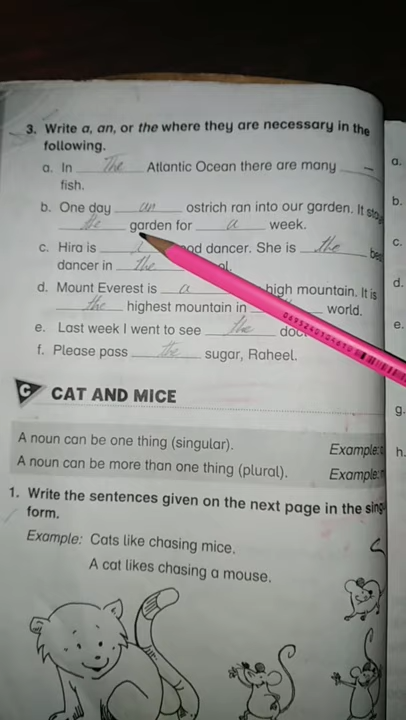 3. Write a, an, or the where they are necessary in the
following.
a. In The Atlantic Ocean there are many —
fish.
b. One day an ostrich ran into our garden. It
the garden for a week.
c. Hira is dancer. She is the
dancer in the
d. Mount Everest is a high mountain. It is
the highest mountain in world.
e. Last week I went to see the
f. Please pass the sugar, Raheel.
C CAT AND MICE
A noun can be one thing (singular). Example:
A noun can be more than one thing (plural). Example:
1. Write the sentences given on the next page in the
form.
Example: Cats like chasing mice.
A cat likes chasing a mouse.
a.
b.
c.
d.
e.
g.
h.
0895240104670